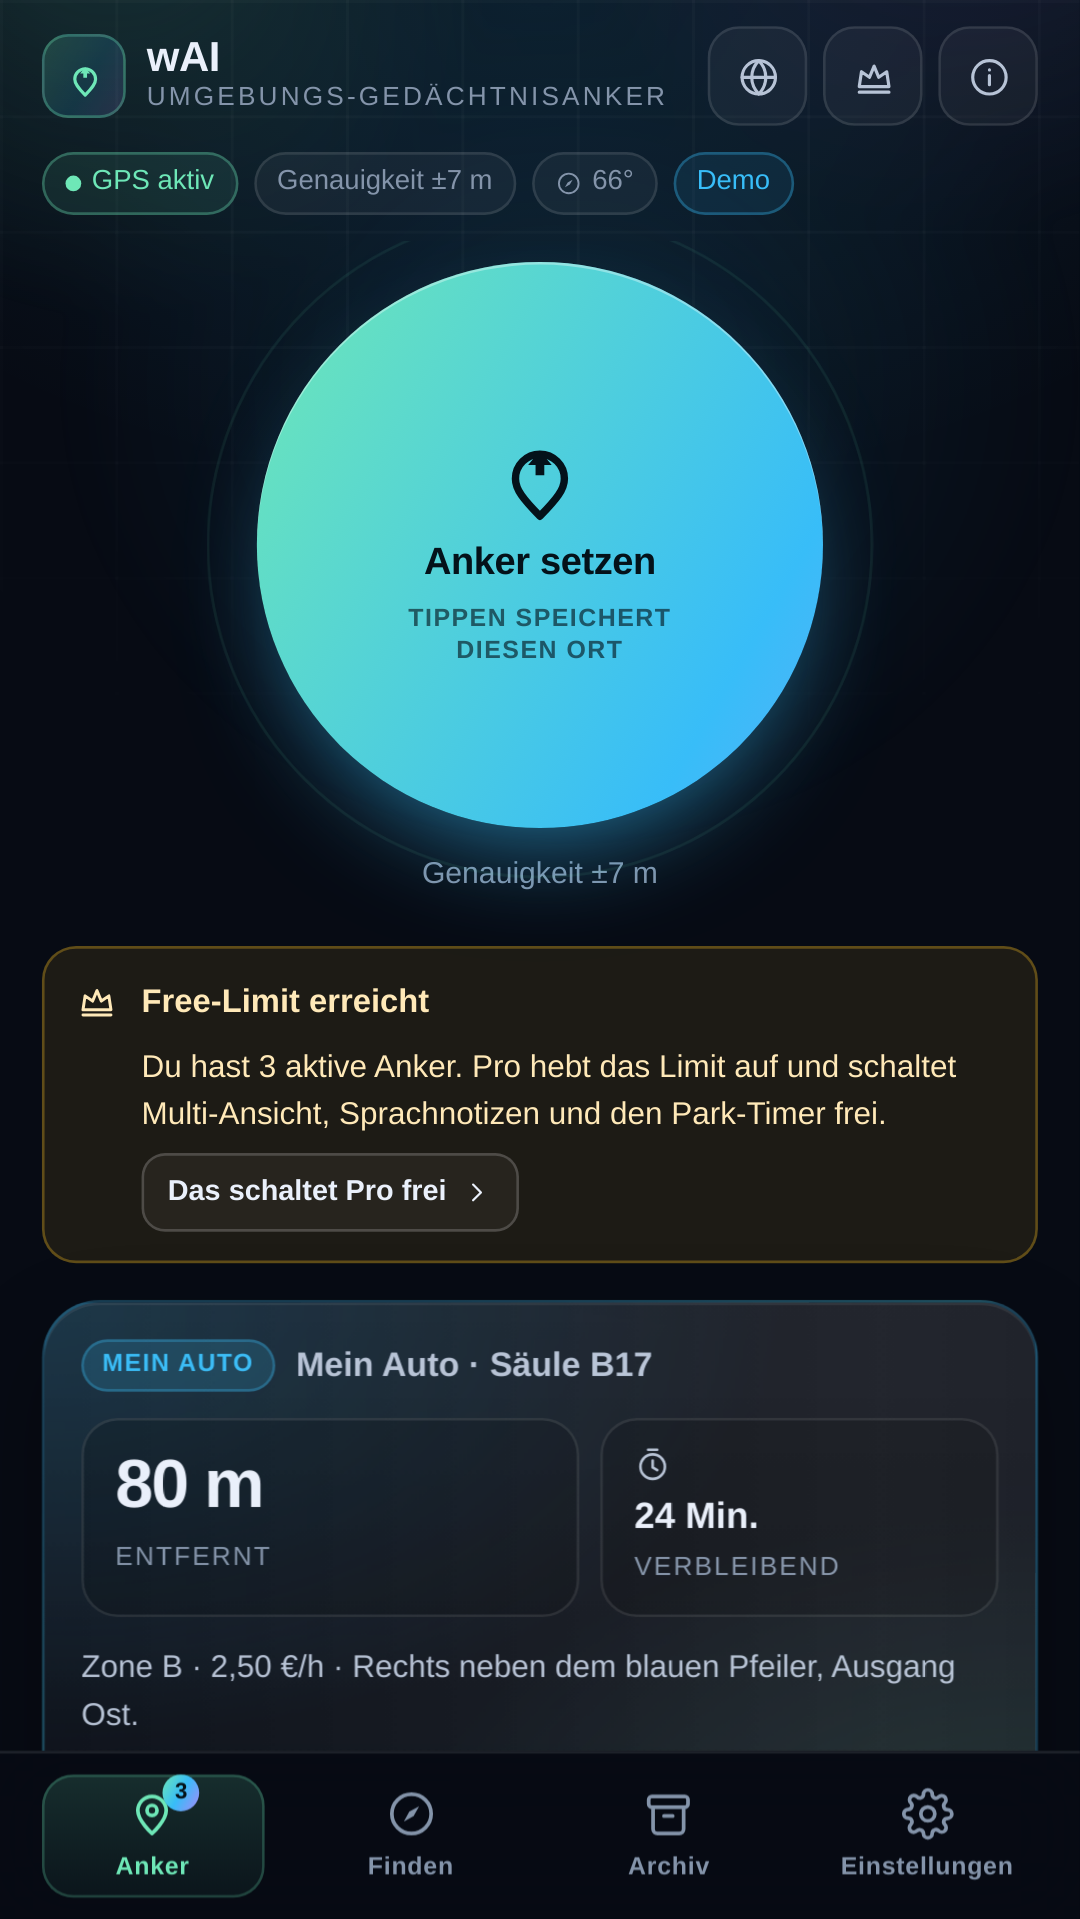 wAI
UMGEBUNGS-GEDÄCHTNISANKER
GPS aktiv
Genauigkeit ±7 m
66°
Demo
Anker setzen
TIPPEN SPEICHERT
DIESEN ORT
Genauigkeit ±7 m
Free-Limit erreicht
Du hast 3 aktive Anker. Pro hebt das Limit auf und schaltet
Multi-Ansicht, Sprachnotizen und den Park-Timer frei.
Das schaltet Pro frei
MEIN AUTO
Mein Auto · Säule B17
80 m
ENTFERNT
24 Min.
VERBLEIBEND
Zone B · 2,50 €/h · Rechts neben dem blauen Pfeiler, Ausgang
Ost.
3
Anker
Finden
Archiv
Einstellungen